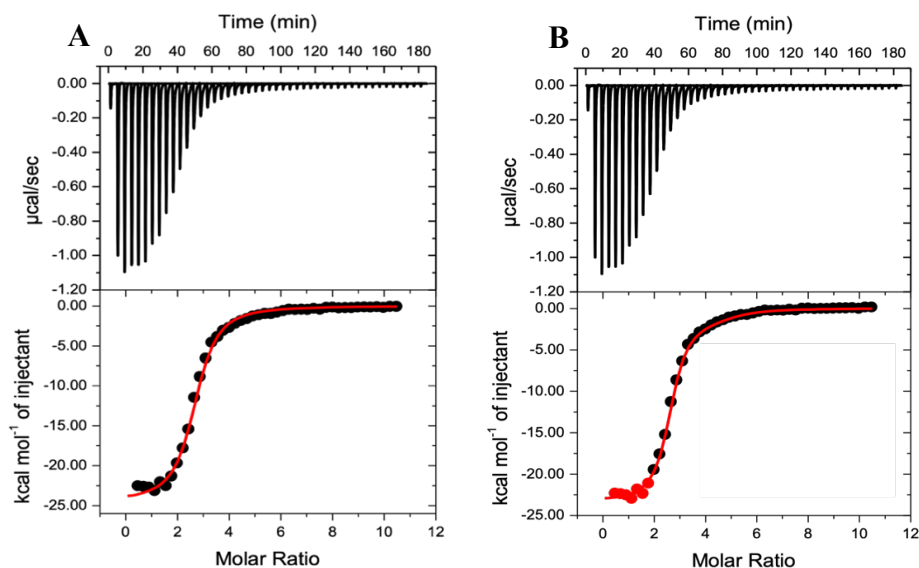 A
Time (min)
0 20 40 60 80 100 120 140 160 180
0.00
-0.20
-0.40
-0.60
-0.80
-1.00
-1.20
µcal/sec
0.00
-5.00
-10.00
-15.00
-20.00
-25.00
kcal mol⁻¹ of injectant
0 2 4 6 8 10 12
Molar Ratio
B
Time (min)
0 20 40 60 80 100 120 140 160 180
0.00
-0.20
-0.40
-0.60
-0.80
-1.00
-1.20
µcal/sec
0.00
-5.00
-10.00
-15.00
-20.00
-25.00
kcal mol⁻¹ of injectant
0 2 4 6 8 10 12
Molar Ratio